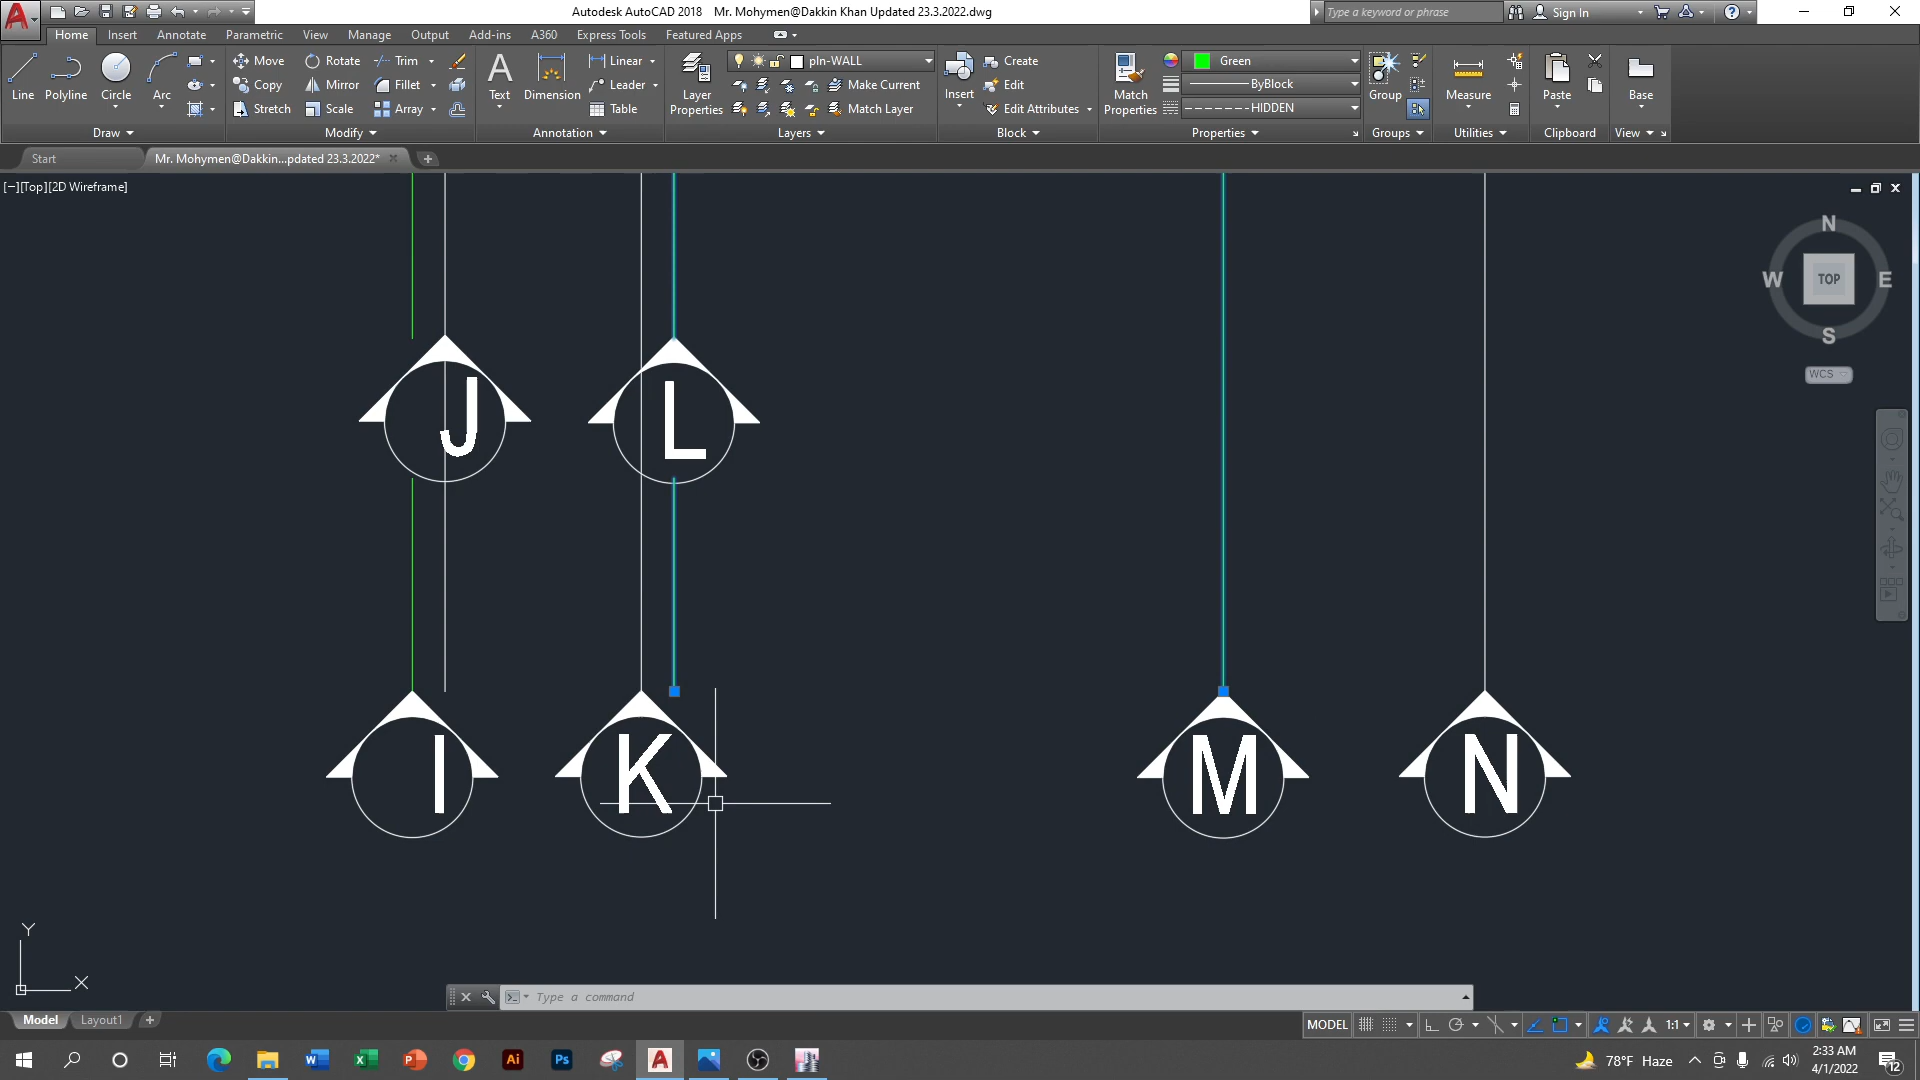 Autodesk AutoCAD 2018 Mr. Mohymen@Dakkin Khan Updated 23.3.2022.dwg
Type a keyword or phrase
Sign In
Home Insert Annotate Parametric View Manage Output Add-ins A360 Express Tools Featured Apps
Line Polyline Circle Arc
Move Rotate Trim
Copy Mirror Fillet
Stretch Scale Array
Text Dimension
Linear
Leader
Table
Layer Properties
pln-WALL
Make Current
Match Layer
Insert
Create
Edit
Edit Attributes
Match Properties
Green
ByBlock
HIDDEN
Group
Measure
Paste
Base
Draw Modify Annotation Layers Block Properties Groups Utilities Clipboard View
Start
Mr. Mohymen@Dakkin...pdated 23.3.2022*
[−][Top][2D Wireframe]
N
W TOP E
S
WCS
J L
I K M N
Y
X
Type a command
Model Layout1
MODEL 1:1
Ai Ps A
78°F Haze
2:33 AM
4/1/2022
12